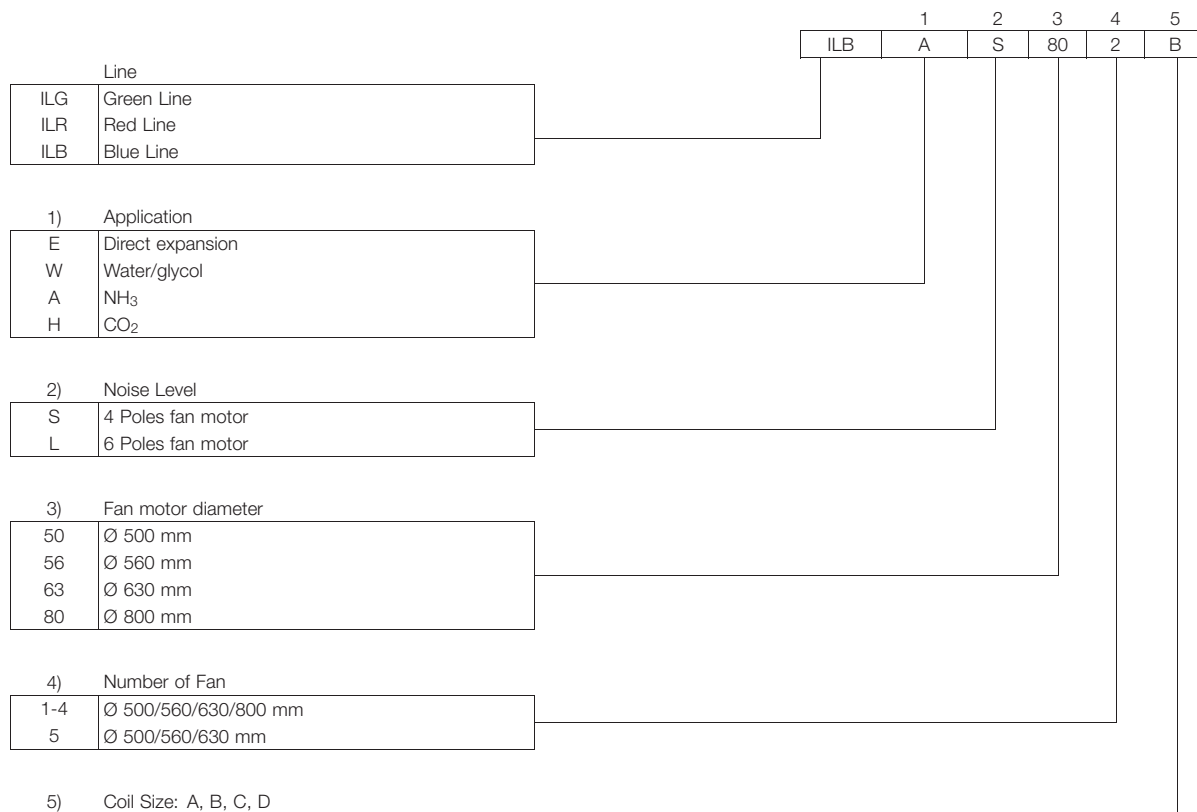 1 2 3 4 5
ILB A S 80 2 B
Line
ILG Green Line
ILR Red Line
ILB Blue Line
1) Application
E Direct expansion
W Water/glycol
A NH3
H CO2
2) Noise Level
S 4 Poles fan motor
L 6 Poles fan motor
3) Fan motor diameter
50 Ø 500 mm
56 Ø 560 mm
63 Ø 630 mm
80 Ø 800 mm
4) Number of Fan
1-4 Ø 500/560/630/800 mm
5 Ø 500/560/630 mm
5) Coil Size: A, B, C, D